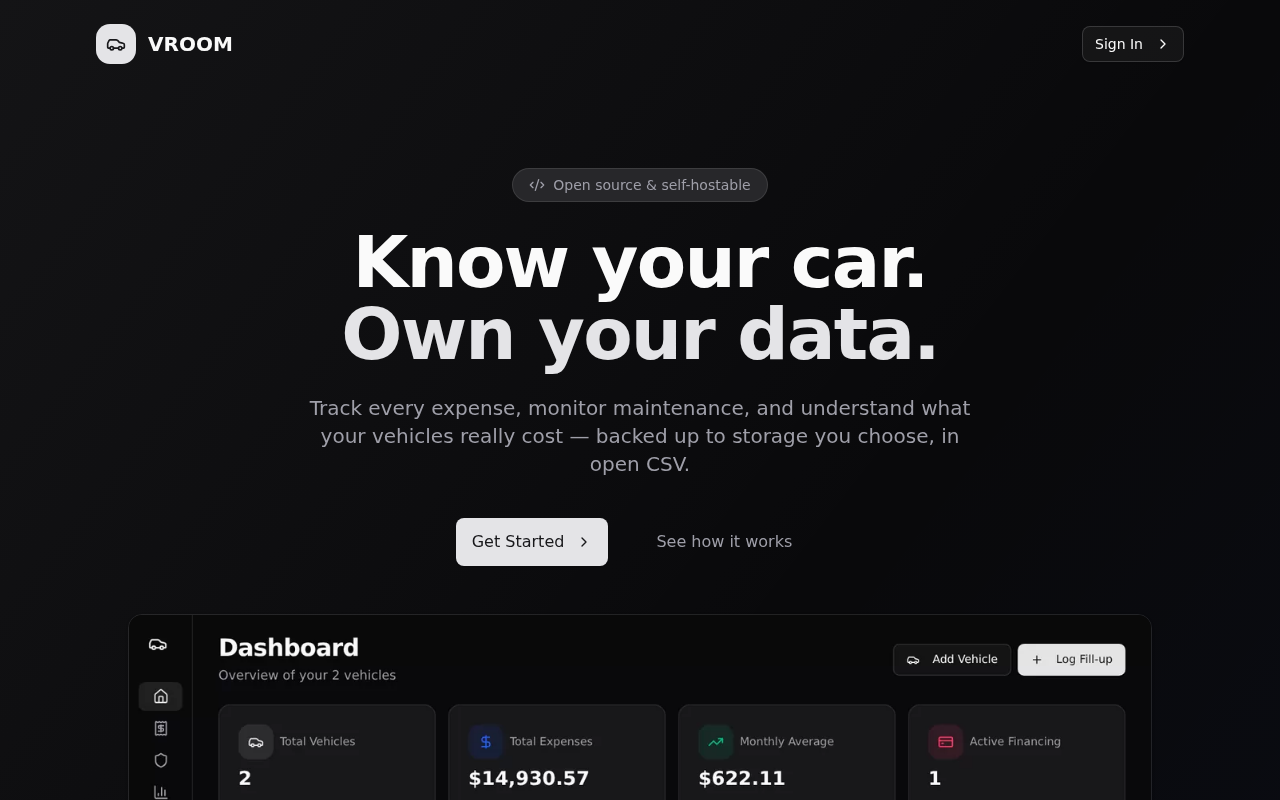 VROOM
Sign In
Open source & self-hostable
Know your car.
Own your data.
Track every expense, monitor maintenance, and understand what
your vehicles really cost — backed up to storage you choose, in
open CSV.
Get Started
See how it works
Dashboard
Overview of your 2 vehicles
Add Vehicle
Log Fill-up
Total Vehicles
2
Total Expenses
$14,930.57
Monthly Average
$622.11
Active Financing
1